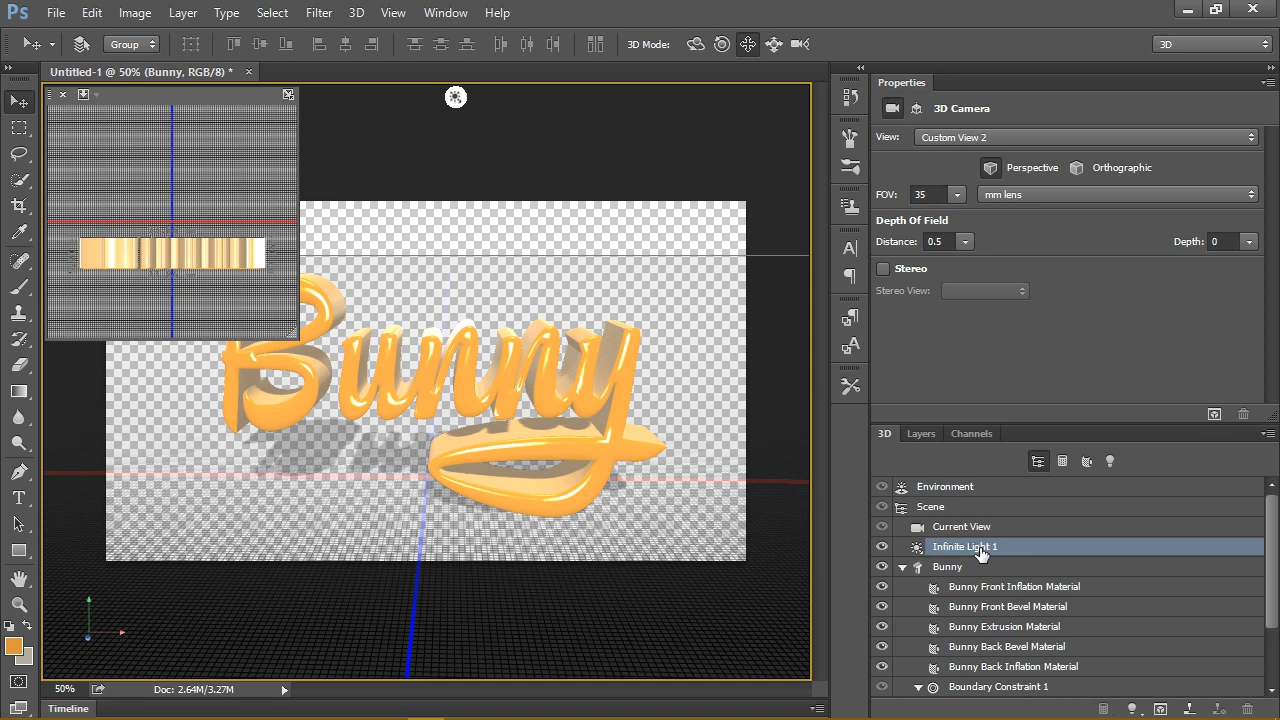 Ps File Edit Image Layer Type Select Filter 3D View Window Help
Group 3D Mode: 3D
Untitled-1 @ 50% (Bunny, RGB/8) *
Properties
3D Camera
View: Custom View 2
Perspective Orthographic
FOV: 35 mm lens
Depth Of Field
Distance: 0.5 Depth: 0
Stereo
Stereo View:
Bunny
3D Layers Channels
Environment
Scene
Current View
Infinite Light 1
Bunny
Bunny Front Inflation Material
Bunny Front Bevel Material
Bunny Extrusion Material
Bunny Back Bevel Material
Bunny Back Inflation Material
Boundary Constraint 1
50% Doc: 2.64M/3.27M
Timeline